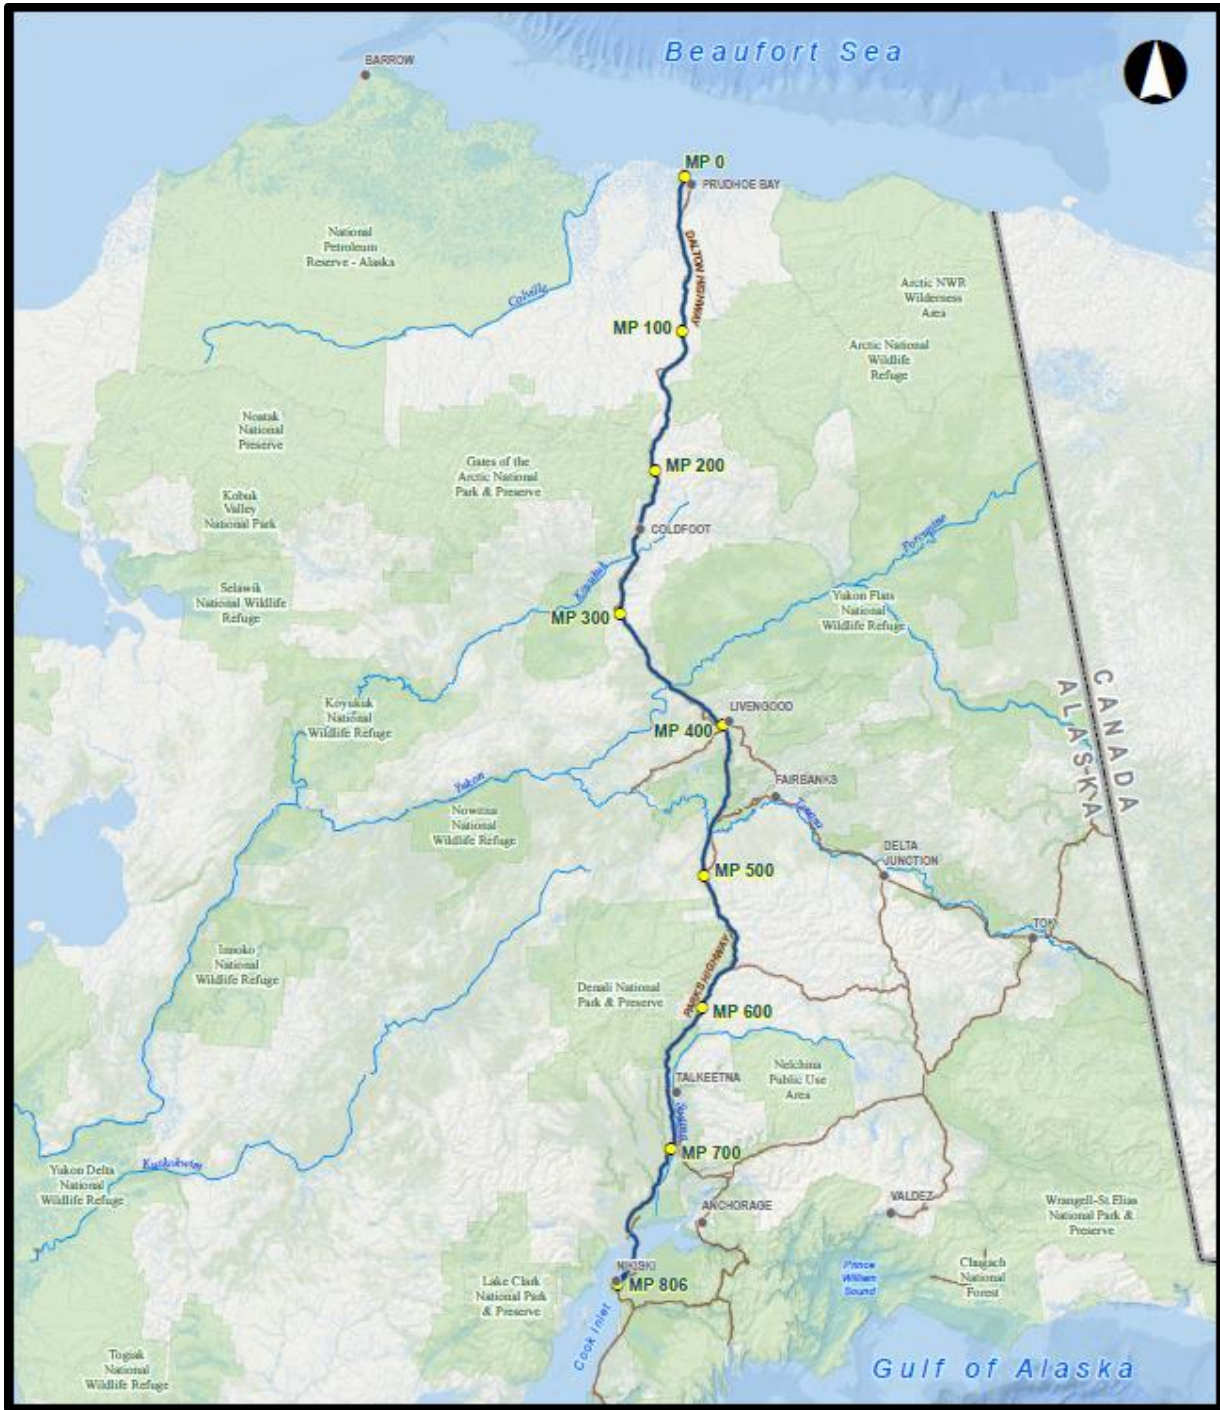 Beaufort Sea
BARROW
MP 0
PRUDHOE BAY
National
Petroleum
Reserve - Alaska
DALTON HIGHWAY
Colville
Arctic NWR
Wilderness
Area
MP 100
Arctic National
Wildlife
Refuge
Noatak
National
Preserve
Gates of the
Arctic National
Park & Preserve
MP 200
Kobuk
Valley
National Park
COLDFOOT
Porcupine
Koyukuk
Selawik
National Wildlife
Refuge
Yukon Flats
National
Wildlife Refuge
MP 300
CANADA
ALASKA
Koyukuk
National
Wildlife Refuge
LIVENGOOD
MP 400
Yukon
FAIRBANKS
Tanana
Nowitna
National
Wildlife Refuge
DELTA
JUNCTION
MP 500
TOK
Innoko
National
Wildlife Refuge
PARKS HIGHWAY
Denali National
Park & Preserve
MP 600
TALKEETNA
Nelchina
Public Use
Area
Susitna
MP 700
Kuskokwim
Yukon Delta
National
Wildlife Refuge
ANCHORAGE
VALDEZ
Wrangell-St Elias
National Park &
Preserve
NIKISKI
MP 806
Prince
William
Sound
Chugach
National
Forest
Lake Clark
National Park
& Preserve
Cook Inlet
Togiak
National
Wildlife Refuge
Gulf of Alaska